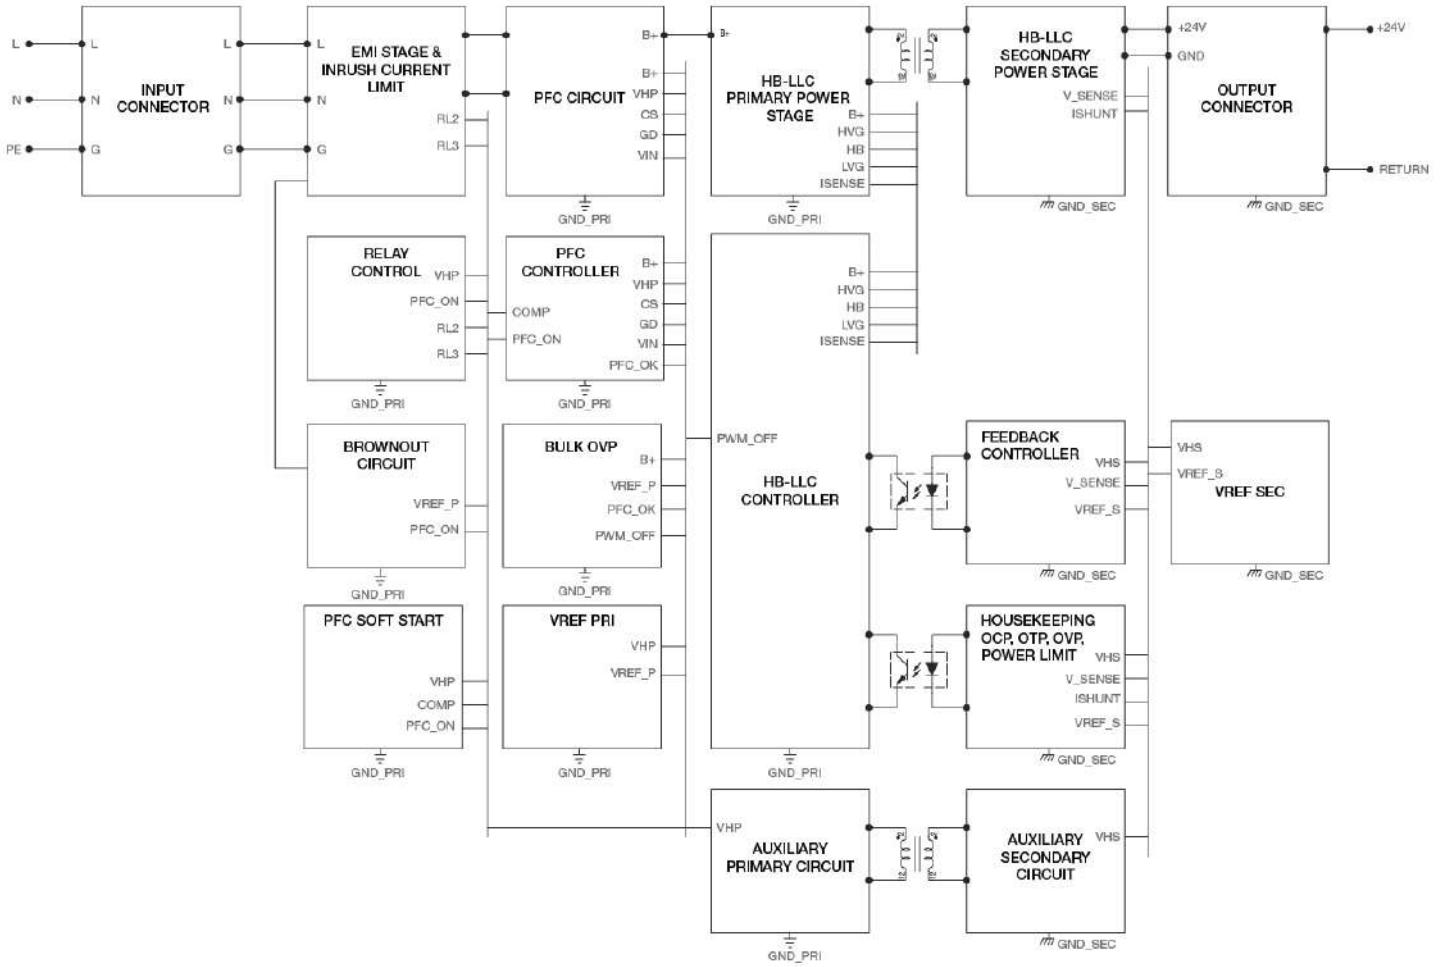 L
N
PE
L
N
G
INPUT
CONNECTOR
L
N
G
L
N
G
EMI STAGE &
INRUSH CURRENT
LIMIT
RL2
RL3
PFC CIRCUIT
B+
B+
VHP
CS
GD
VIN
GND_PRI
B+
HB-LLC
PRIMARY POWER
STAGE
B+
HVG
HB
LVG
ISENSE
GND_PRI
HB-LLC
SECONDARY
POWER STAGE
V_SENSE
ISHUNT
GND_SEC
+24V
GND
OUTPUT
CONNECTOR
GND_SEC
+24V
RETURN
RELAY
CONTROL
VHP
PFC_ON
RL2
RL3
GND_PRI
PFC
CONTROLLER
COMP
PFC_ON
B+
VHP
CS
GD
VIN
PFC_OK
GND_PRI
B+
HVG
HB
LVG
ISENSE
PWM_OFF
HB-LLC
CONTROLLER
GND_PRI
BROWNOUT
CIRCUIT
VREF_P
PFC_ON
GND_PRI
BULK OVP
B+
VREF_P
PFC_OK
PWM_OFF
GND_PRI
FEEDBACK
CONTROLLER
VHS
V_SENSE
VREF_S
GND_SEC
VHS
VREF_S
VREF SEC
GND_SEC
PFC SOFT START
VHP
COMP
PFC_ON
GND_PRI
VREF PRI
VHP
VREF_P
GND_PRI
HOUSEKEEPING
OCP, OTP, OVP,
POWER LIMIT
VHS
V_SENSE
ISHUNT
VREF_S
GND_SEC
VHP
AUXILIARY
PRIMARY CIRCUIT
GND_PRI
AUXILIARY
SECONDARY
CIRCUIT
VHS
GND_SEC